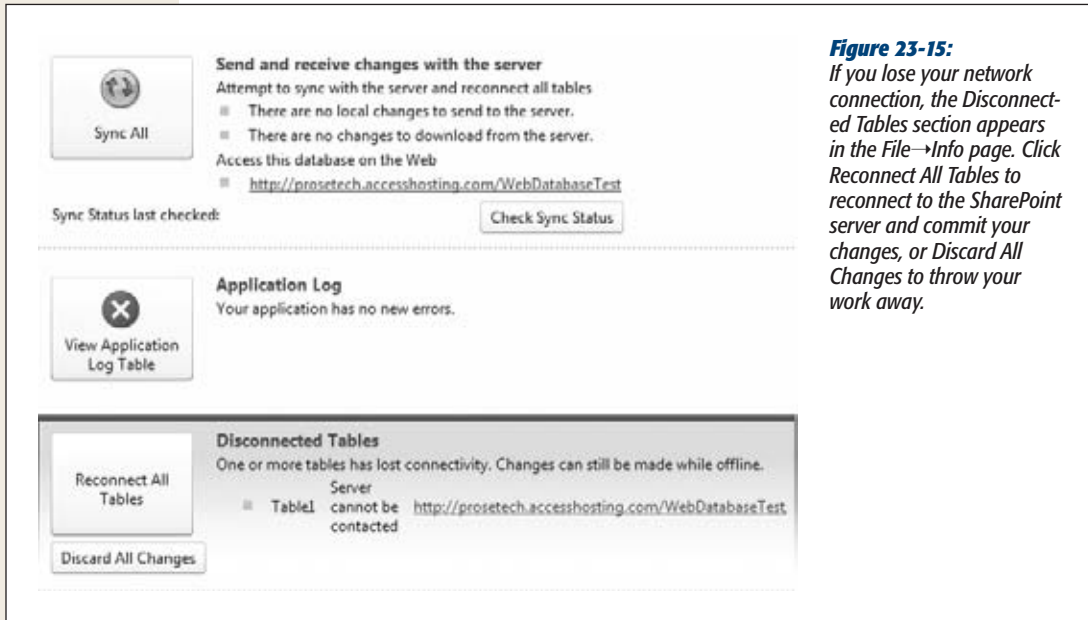 Sync All
Send and receive changes with the server
Attempt to sync with the server and reconnect all tables
There are no local changes to send to the server.
There are no changes to download from the server.
Access this database on the Web
http://prosetech.accesshosting.com/WebDatabaseTest
Sync Status last checked:
Check Sync Status
View Application
Log Table
Application Log
Your application has no new errors.
Reconnect All
Tables
Discard All Changes
Disconnected Tables
One or more tables has lost connectivity. Changes can still be made while offline.
Table1
Server
cannot be
contacted
http://prosetech.accesshosting.com/WebDatabaseTest
Figure 23-15:
If you lose your network
connection, the Disconnect-
ed Tables section appears
in the File→Info page. Click
Reconnect All Tables to
reconnect to the SharePoint
server and commit your
changes, or Discard All
Changes to throw your
work away.